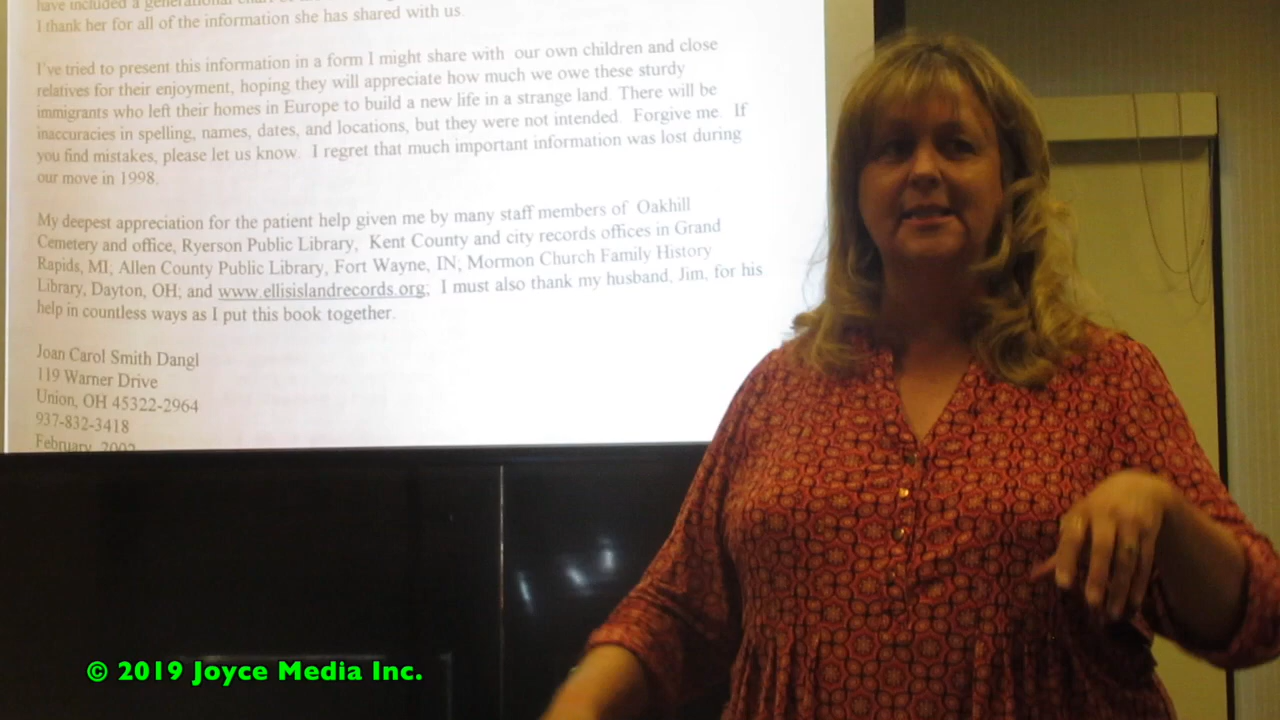 have included a generational chart of the
I thank her for all of the information she has shared with us.
I've tried to present this information in a form I might share with our own children and close
relatives for their enjoyment, hoping they will appreciate how much we owe these sturdy
immigrants who left their homes in Europe to build a new life in a strange land. There will be
inaccuracies in spelling, names, dates, and locations, but they were not intended. Forgive me. If
you find mistakes, please let us know. I regret that much important information was lost during
our move in 1998.
My deepest appreciation for the patient help given me by many staff members of Oakhill
Cemetery and office, Ryerson Public Library, Kent County and city records offices in Grand
Rapids, MI; Allen County Public Library, Fort Wayne, IN; Mormon Church Family History
Library, Dayton, OH; and www.ellisislandrecords.org; I must also thank my husband, Jim, for his
help in countless ways as I put this book together.
Joan Carol Smith Dangl
119 Warner Drive
Union, OH 45322-2964
937-832-3418
February, 2002
© 2019 Joyce Media Inc.